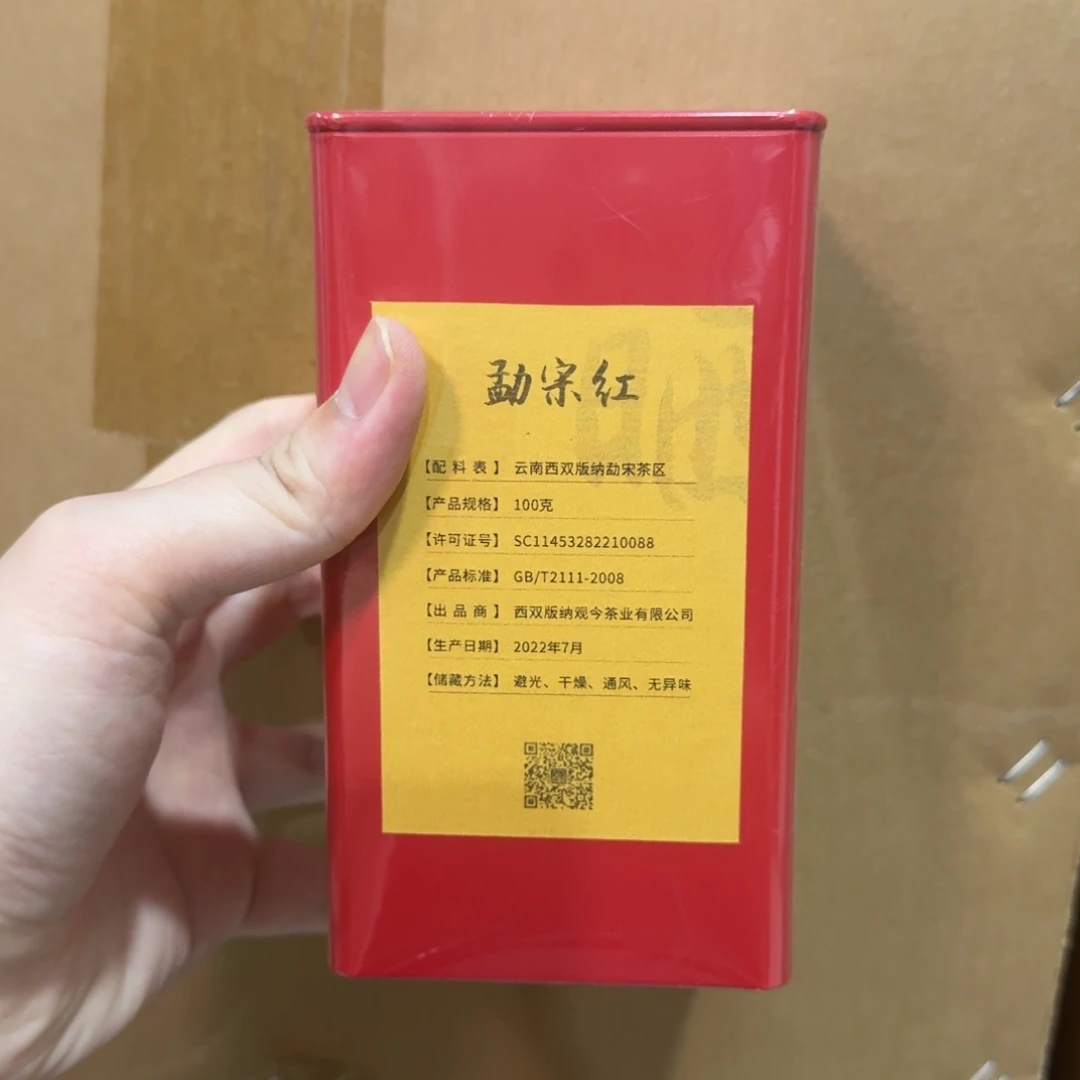 勐宋红
【配料表】 云南西双版纳勐宋茶区
【产品规格】 100克
【许可证号】 SC11453282210088
【产品标准】 GB/T2111-2008
【出品商】 西双版纳观今茶业有限公司
【生产日期】 2022年7月
【储藏方法】 避光、干燥、通风、无异味